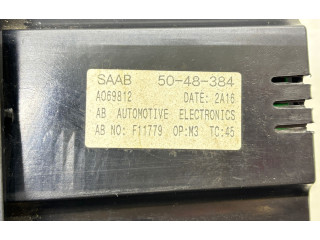 SAAB 50-48-384
A069812 DATE: 2A16
AB AUTOMOTIVE ELECTRONICS
AB NO: F11779 OP:M3 TC:45